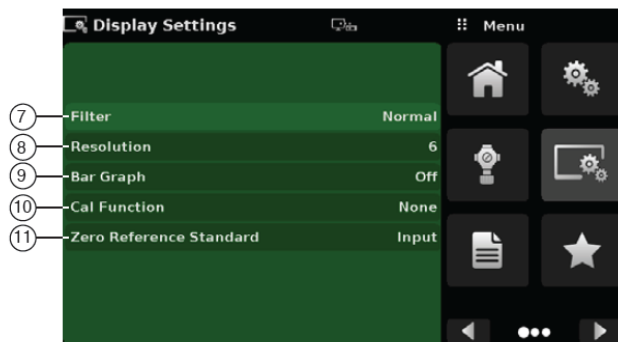 Display Settings
Menu
7 Filter Normal
8 Resolution 6
9 Bar Graph Off
10 Cal Function None
11 Zero Reference Standard Input